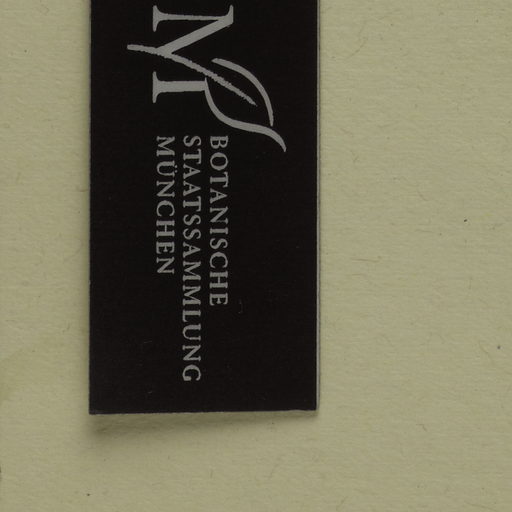 M
BOTANISCHE
STAATSSAMMLUNG
MÜNCHEN